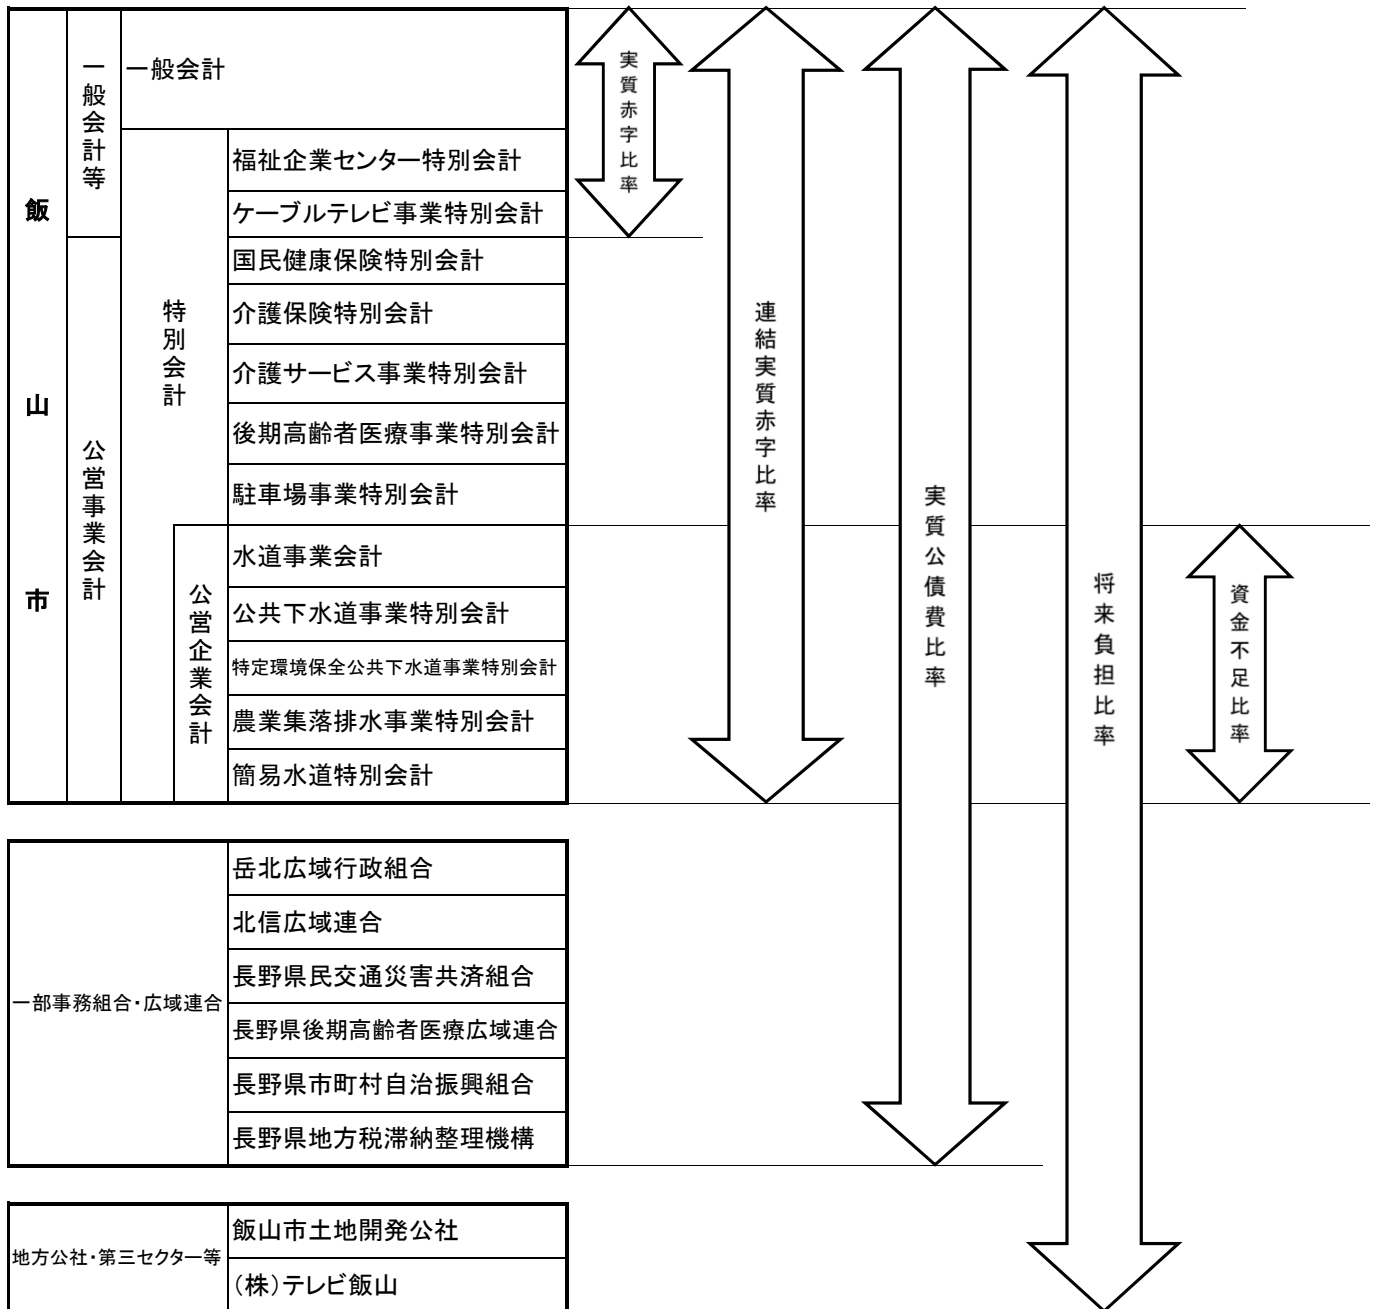 飯山市
一般会計等
一般会計
特別会計
福祉企業センター特別会計
ケーブルテレビ事業特別会計
公営事業会計
国民健康保険特別会計
介護保険特別会計
介護サービス事業特別会計
後期高齢者医療事業特別会計
駐車場事業特別会計
公営企業会計
水道事業会計
公共下水道事業特別会計
特定環境保全公共下水道事業特別会計
農業集落排水事業特別会計
簡易水道特別会計
実質赤字比率
連結実質赤字比率
実質公債費比率
将来負担比率
資金不足比率
一部事務組合・広域連合
岳北広域行政組合
北信広域連合
長野県民交通災害共済組合
長野県後期高齢者医療広域連合
長野県市町村自治振興組合
長野県地方税滞納整理機構
地方公社・第三セクター等
飯山市土地開発公社
(株)テレビ飯山